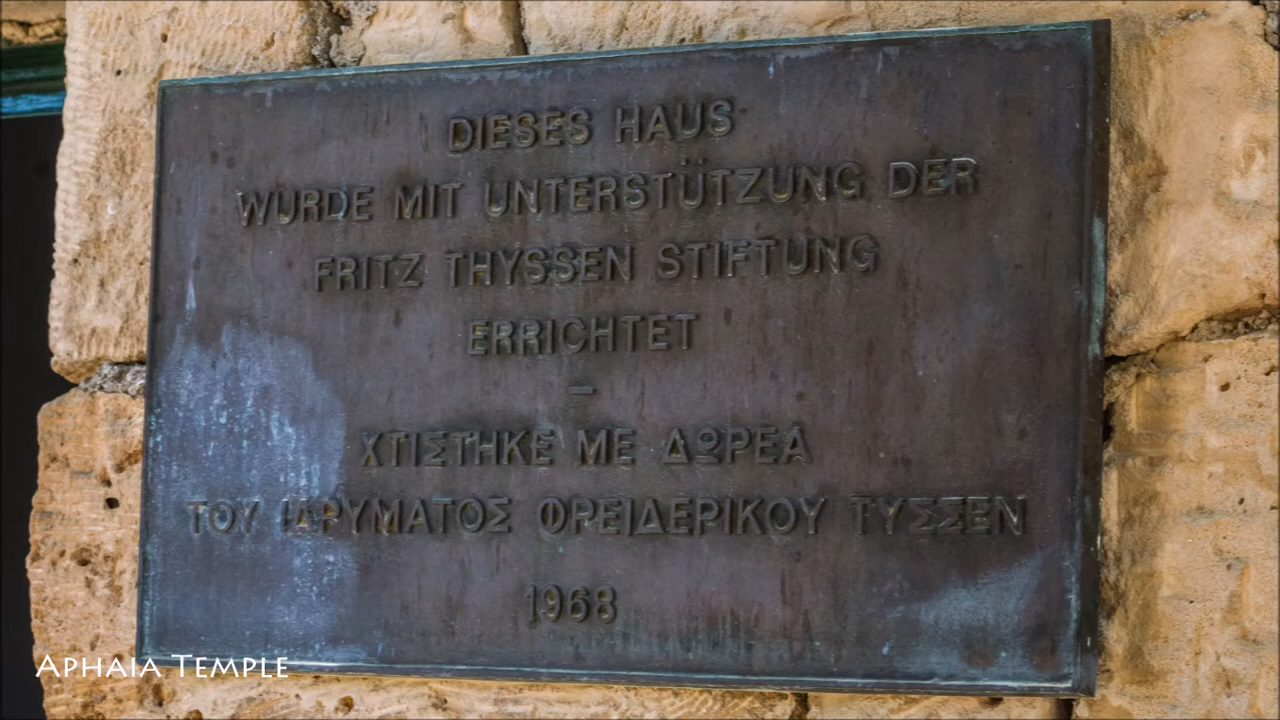 DIESES HAUS
WURDE MIT UNTERSTÜTZUNG DER
FRITZ THYSSEN STIFTUNG
ERRICHTET
–
ΧΤΙΣΤΗΚΕ ΜΕ ΔΩΡΕΑ
ΤΟΥ ΙΔΡΥΜΑΤΟΣ ΦΡΕΙΔΕΡΙΚΟΥ ΤΥΣΣΕΝ
1968
APHAIA TEMPLE